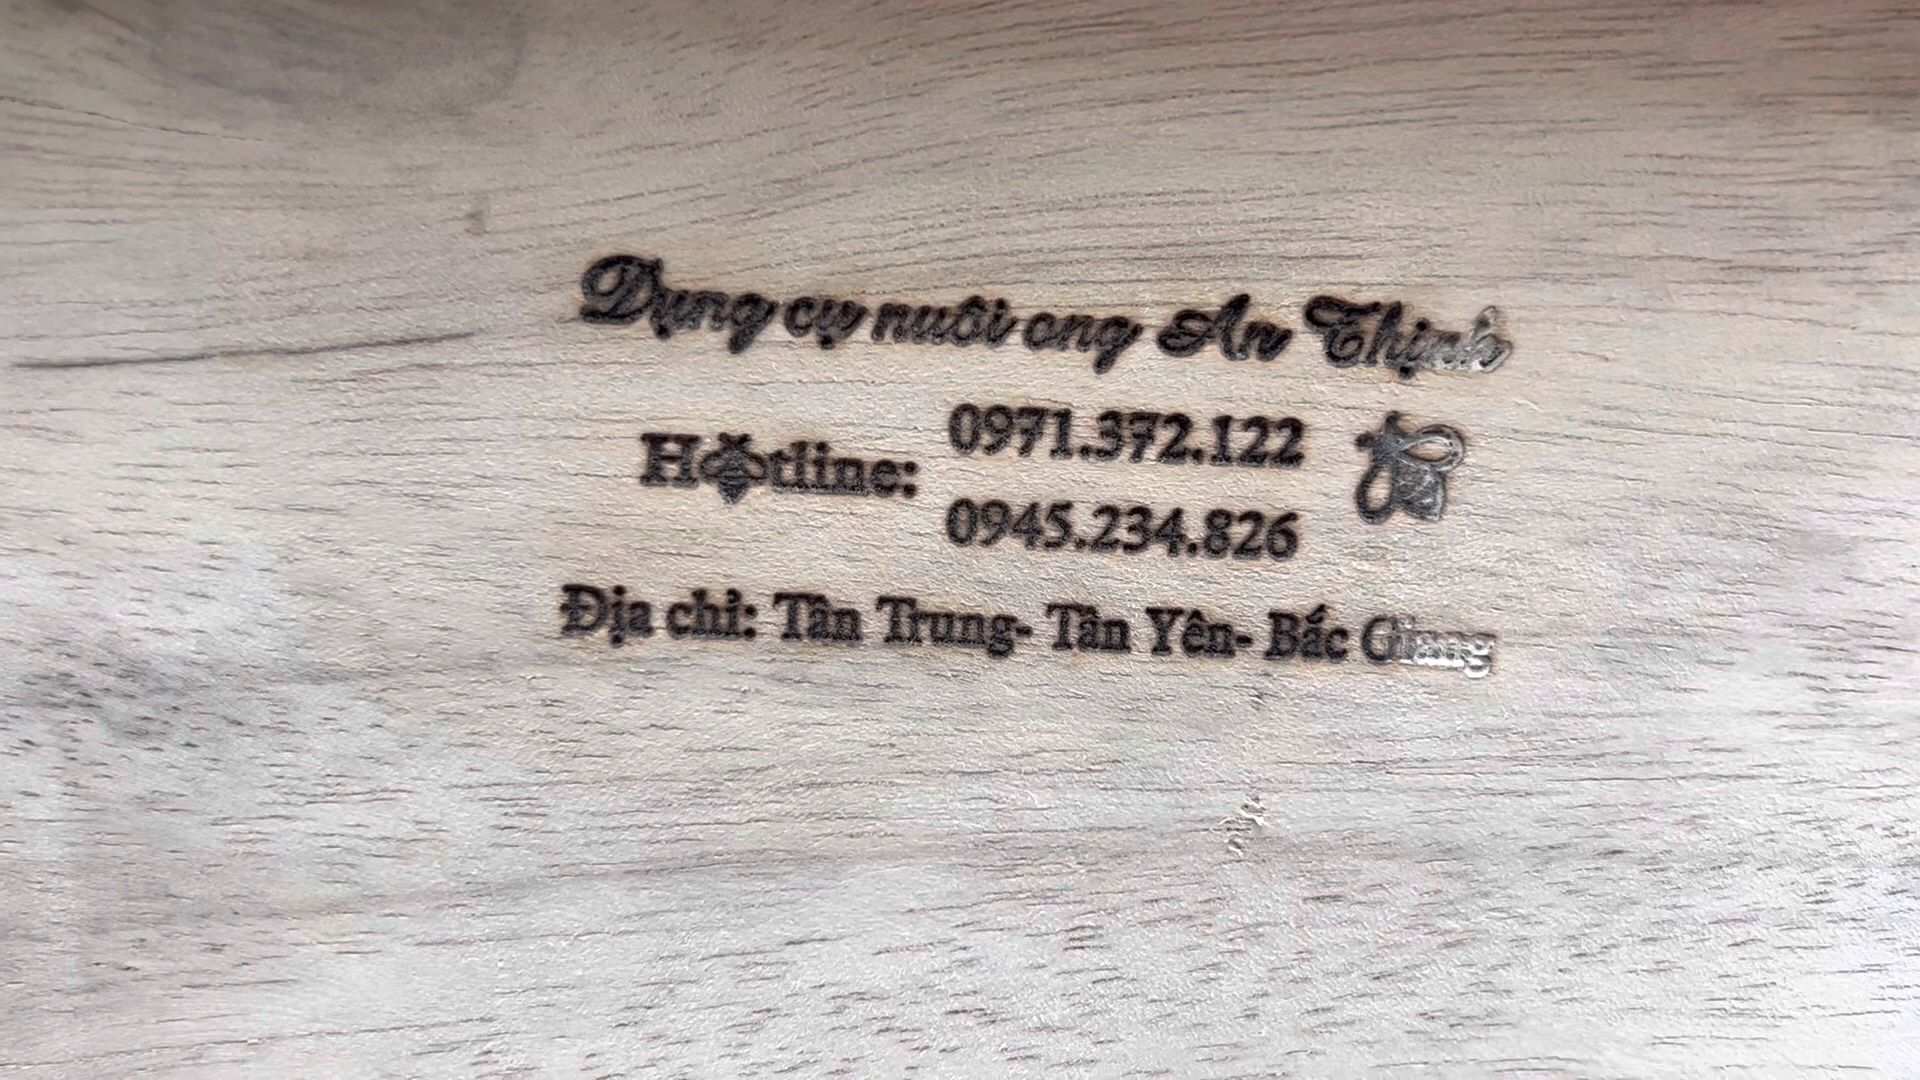 Dụng cụ nuôi ong An Thịnh
Hotline: 0971.372.122
0945.234.826
Địa chỉ: Tân Trung- Tân Yên- Bắc Giang